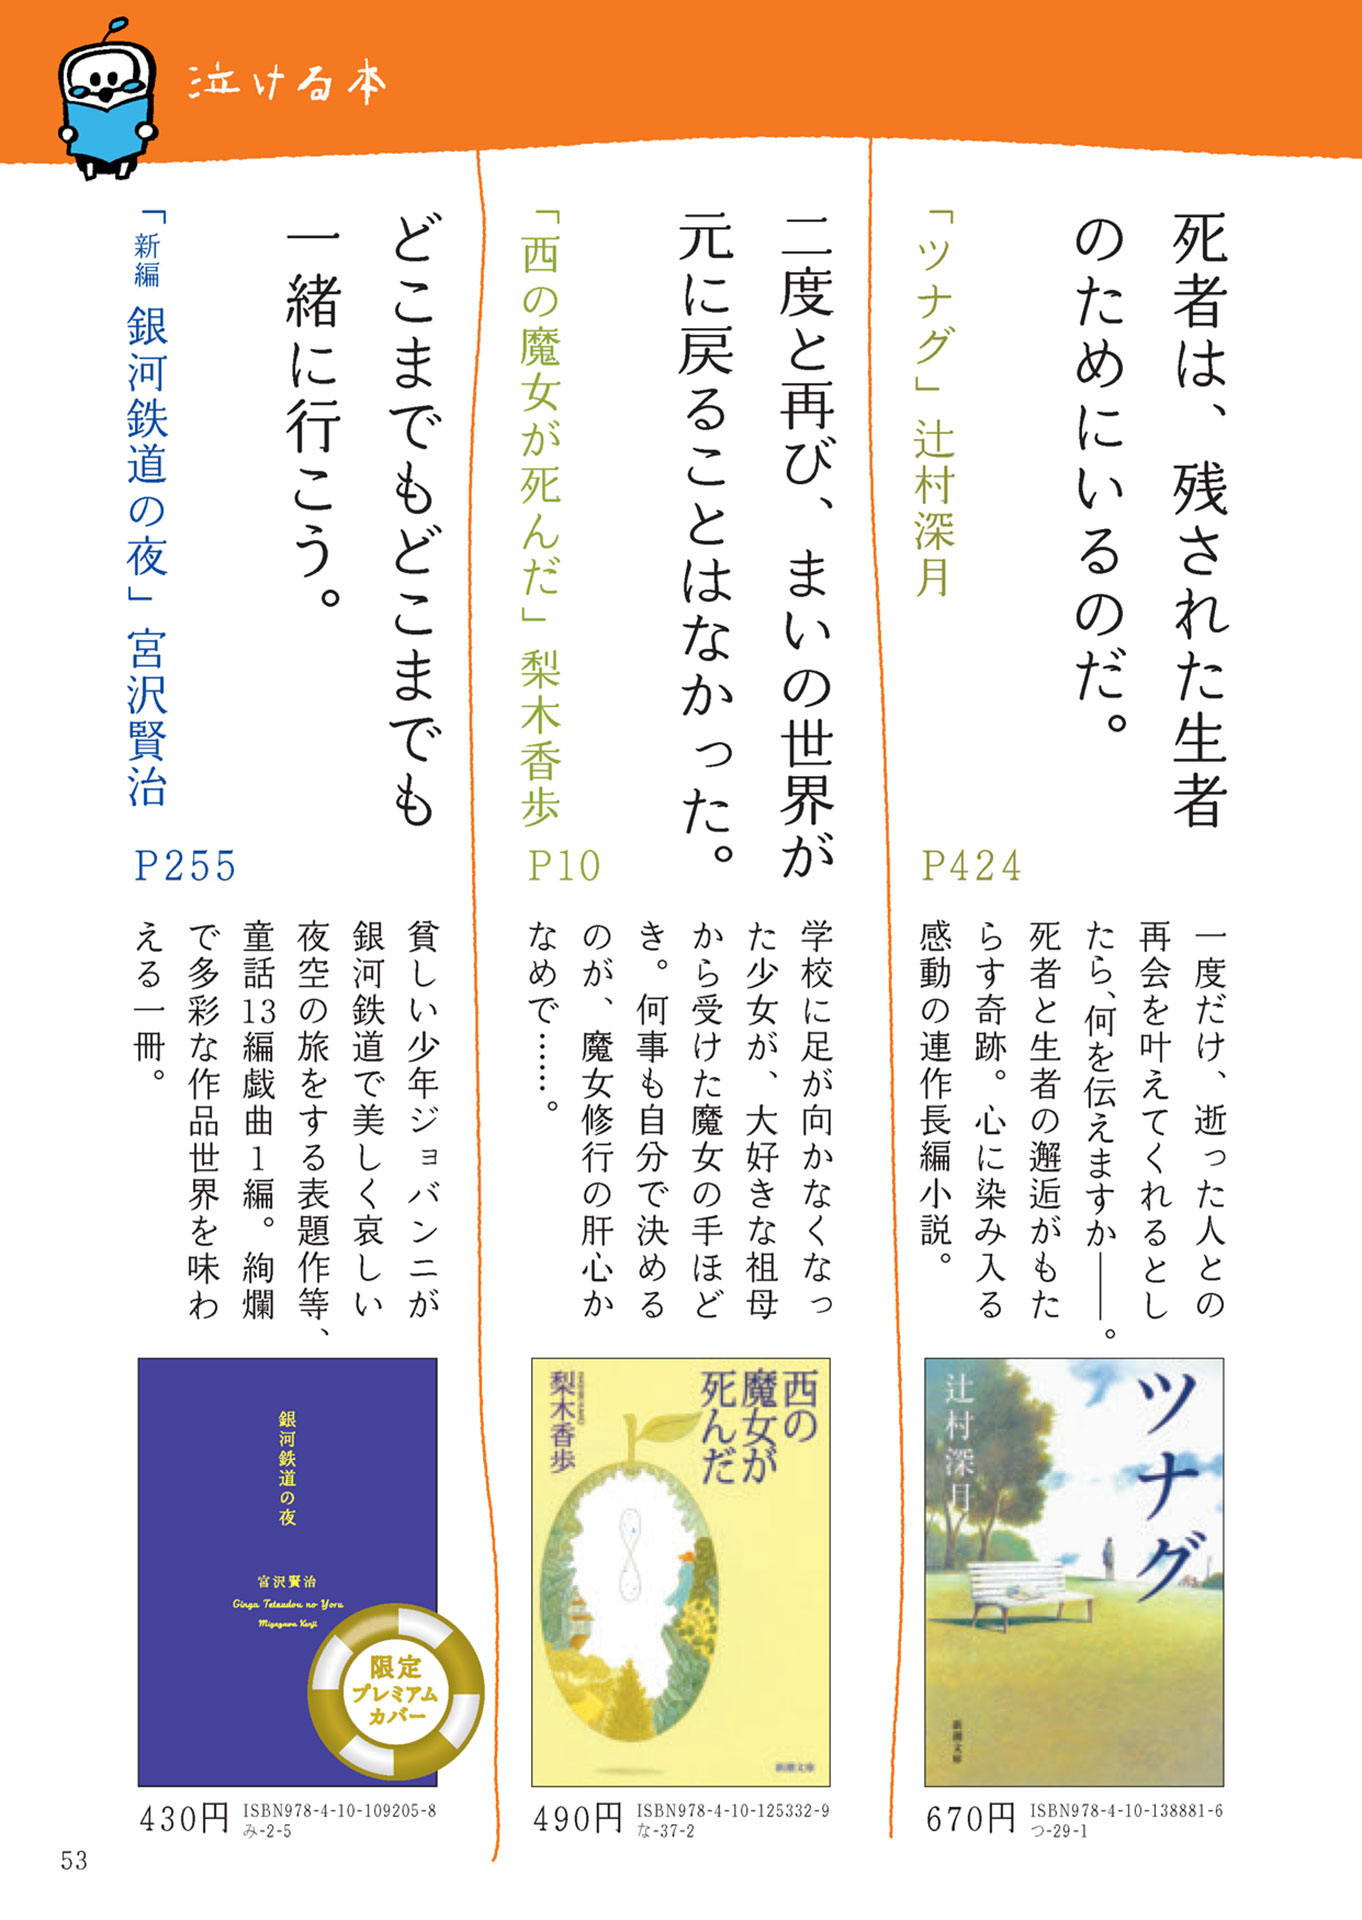 泣ける本
死者は、残された生者
のためにいるのだ。
「ツナグ」辻村深月
P424
一度だけ、逝った人との
再会を叶えてくれるとし
たら、何を伝えますか――。
死者と生者の邂逅がもた
らす奇跡。心に染み入る
感動の連作長編小説。
ツナグ
辻村深月
新潮文庫
670円
ISBN978-4-10-138881-6
つ-29-1
二度と再び、まいの世界が
元に戻ることはなかった。
「西の魔女が死んだ」梨木香歩
P10
学校に足が向かなくなっ
た少女が、大好きな祖母
から受けた魔女の手ほど
き。何事も自分で決める
のが、魔女修行の肝心か
なめで……。
西の
魔女が
死んだ
梨木香歩
新潮文庫
490円
ISBN978-4-10-125332-9
な-37-2
どこまでもどこまでも
一緒に行こう。
「新編 銀河鉄道の夜」宮沢賢治
P255
貧しい少年ジョバンニが
銀河鉄道で美しく哀しい
夜空の旅をする表題作等、
童話13編戯曲1編。絢爛
で多彩な作品世界を味わ
える一冊。
銀河鉄道の夜
宮沢賢治
Ginga Tetsudou no Yoru
Miyazawa Kenji
限定
プレミアム
カバー
430円
ISBN978-4-10-109205-8
み-2-5
53